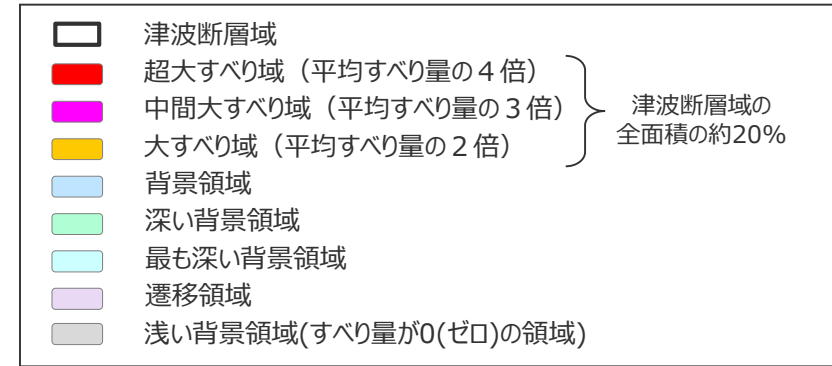 津波断層域
超大すべり域（平均すべり量の４倍）
中間大すべり域（平均すべり量の３倍）
大すべり域（平均すべり量の２倍）
津波断層域の
全面積の約20%
背景領域
深い背景領域
最も深い背景領域
遷移領域
浅い背景領域(すべり量が0(ゼロ)の領域)